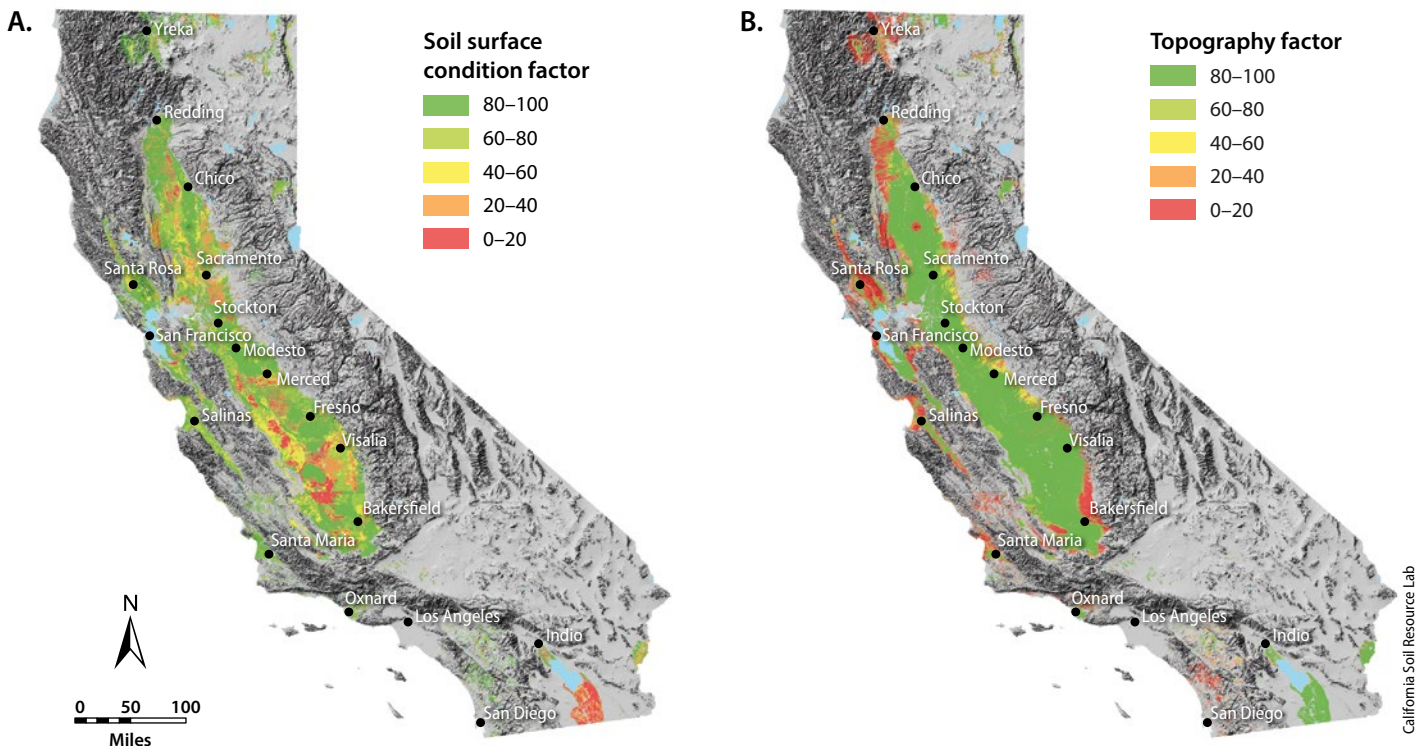 A.
Soil surface
condition factor
80–100
60–80
40–60
20–40
0–20
Yreka
Redding
Chico
Sacramento
Santa Rosa
Stockton
San Francisco
Modesto
Merced
Salinas
Fresno
Visalia
Bakersfield
Santa Maria
Oxnard
Los Angeles
Indio
San Diego
N
0 50 100
Miles
B.
Topography factor
80–100
60–80
40–60
20–40
0–20
Yreka
Redding
Chico
Sacramento
Santa Rosa
Stockton
San Francisco
Modesto
Merced
Salinas
Fresno
Visalia
Bakersfield
Santa Maria
Oxnard
Los Angeles
Indio
San Diego
California Soil Resource Lab